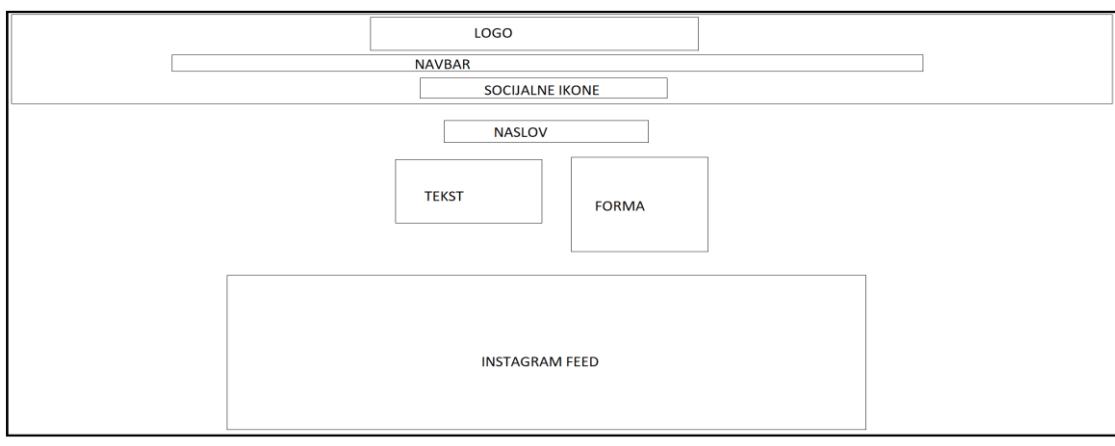 LOGO
NAVBAR
SOCIJALNE IKONE
NASLOV
TEKST
FORMA
INSTAGRAM FEED